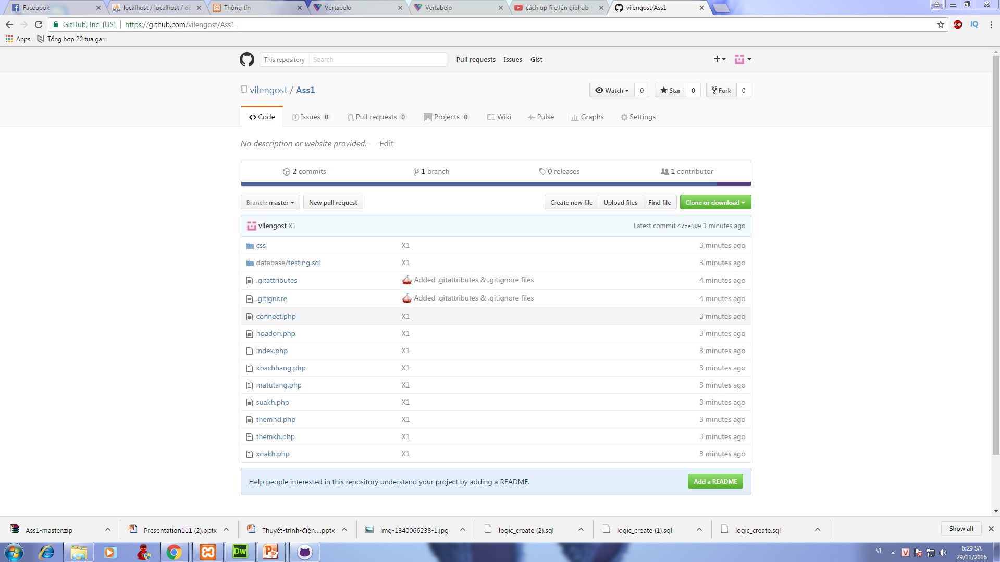 Facebook
localhost / localhost / de
Thông tin
Vertabelo
Vertabelo
cách up file lên gibhub -
vilengost/Ass1
GitHub, Inc. [US]
https://github.com/vilengost/Ass1
ABP
IQ
Apps
Tổng hợp 20 tựa gam
This repository
Search
Pull requests
Issues
Gist
vilengost / Ass1
Watch 0
Star 0
Fork 0
Code
Issues 0
Pull requests 0
Projects 0
Wiki
Pulse
Graphs
Settings
No description or website provided. — Edit
2 commits
1 branch
0 releases
1 contributor
Branch: master
New pull request
Create new file
Upload files
Find file
Clone or download
vilengost X1
Latest commit 47ce609 3 minutes ago
css X1 3 minutes ago
database/testing.sql X1 3 minutes ago
.gitattributes Added .gitattributes & .gitignore files 4 minutes ago
.gitignore Added .gitattributes & .gitignore files 4 minutes ago
connect.php X1 3 minutes ago
hoadon.php X1 3 minutes ago
index.php X1 3 minutes ago
khachhang.php X1 3 minutes ago
matutang.php X1 3 minutes ago
suakh.php X1 3 minutes ago
themhd.php X1 3 minutes ago
themkh.php X1 3 minutes ago
xoakh.php X1 3 minutes ago
Help people interested in this repository understand your project by adding a README.
Add a README
Ass1-master.zip
Presentation111 (2).pptx
Thuyết-trình-điện....pptx
img-1340066238-1.jpg
logic_create (2).sql
logic_create (1).sql
logic_create.sql
Show all
Dw
VI
V
6:29 SA
29/11/2016